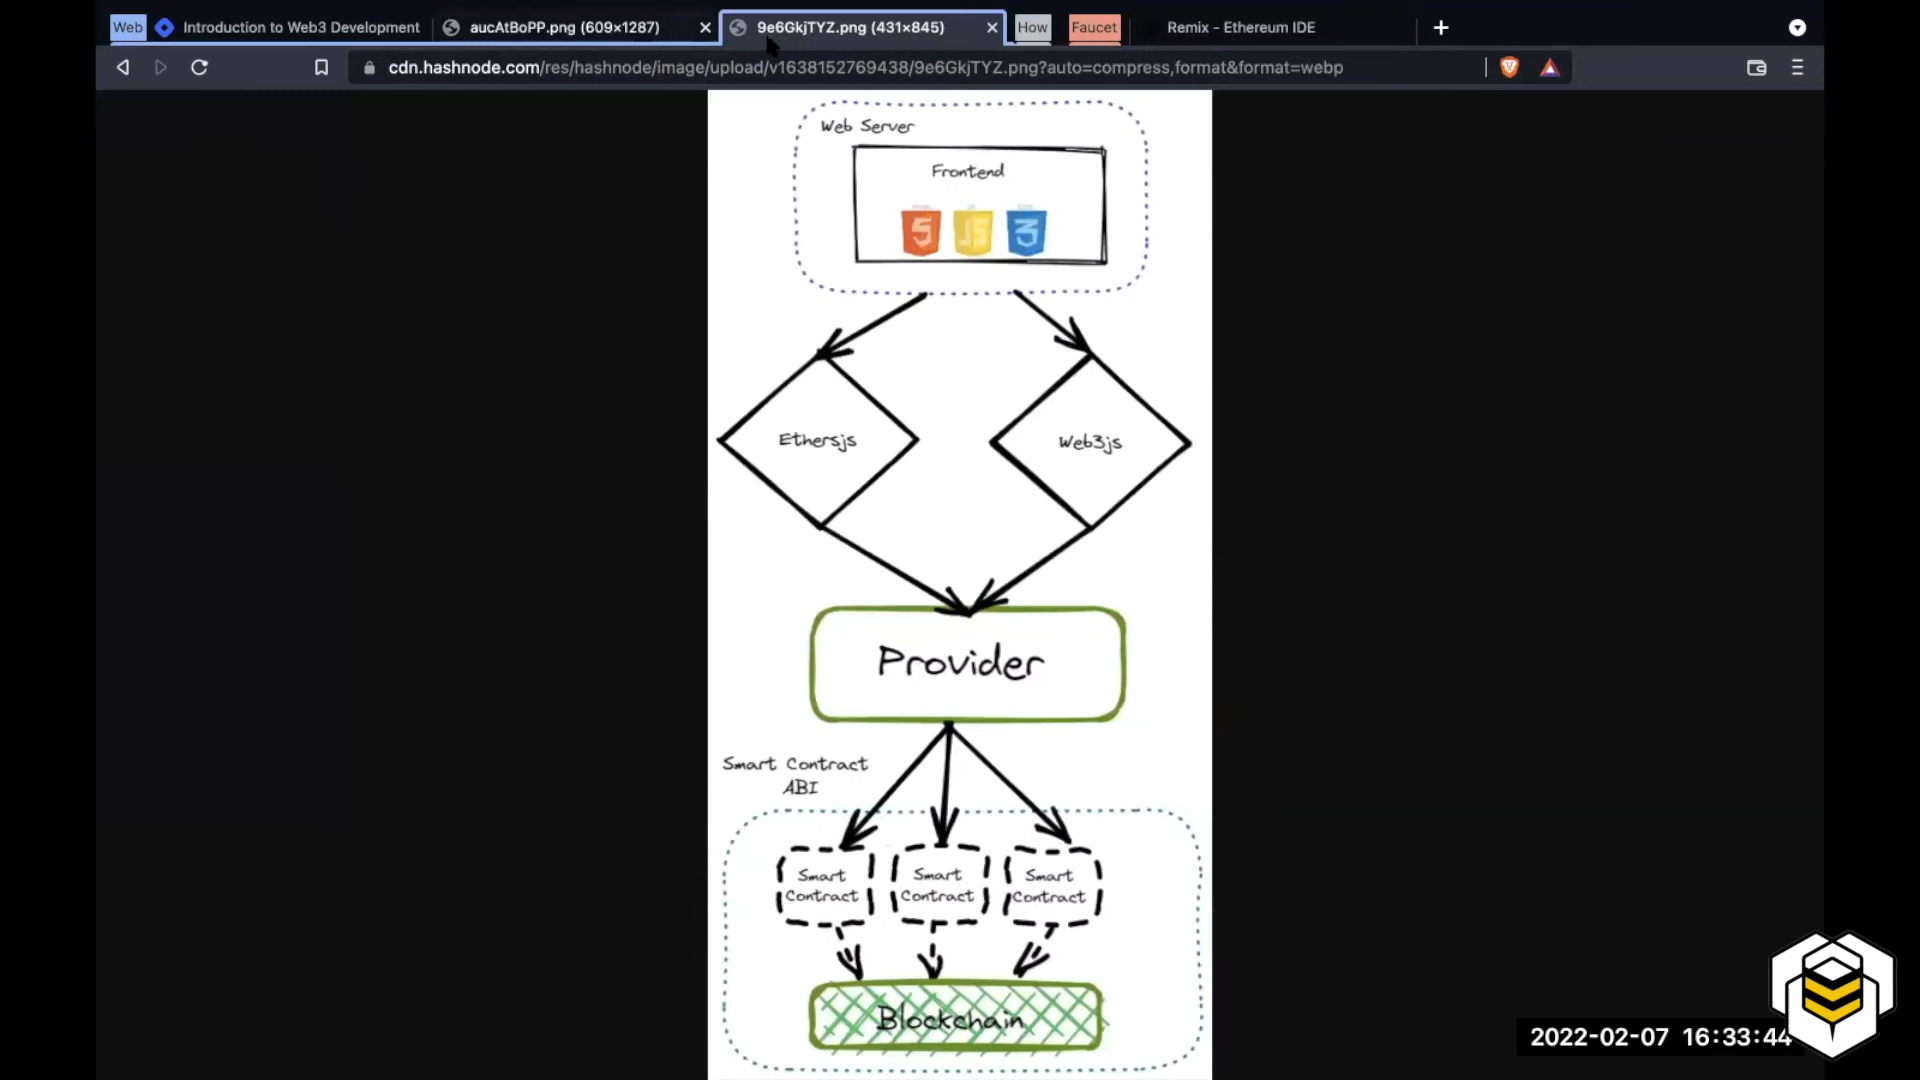 Web
Introduction to Web3 Development
aucAtBoPP.png (609×1287)
9e6GkjTYZ.png (431×845)
How
Faucet
Remix - Ethereum IDE
cdn.hashnode.com/res/hashnode/image/upload/v1638152769438/9e6GkjTYZ.png?auto=compress,format&format=webp
Web Server
Frontend
5 JS 3
Ethersjs
Web3js
Provider
Smart Contract
ABI
Smart
Contract
Smart
Contract
Smart
Contract
Blockchain
2022-02-07 16:33:44